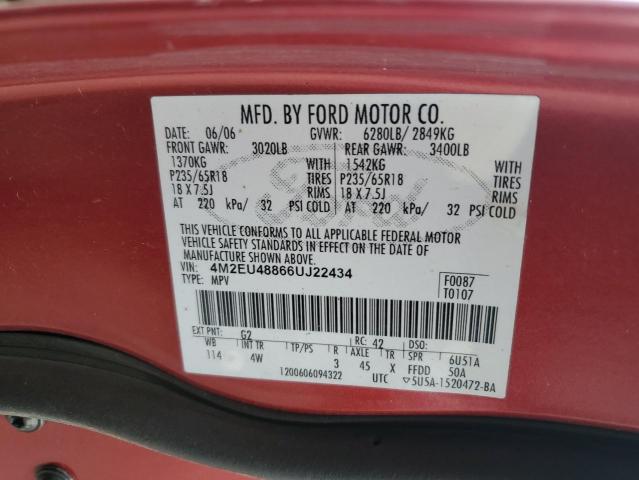 MFD. BY FORD MOTOR CO.
DATE: 06/06 GVWR: 6280LB/ 2849KG
FRONT GAWR: 3020LB REAR GAWR: 3400LB
1370KG WITH 1542KG WITH
P235/65R18 TIRES P235/65R18 TIRES
18 X 7.5J RIMS 18 X 7.5J RIMS
AT 220 kPa/ 32 PSI COLD AT 220 kPa/ 32 PSI COLD
THIS VEHICLE CONFORMS TO ALL APPLICABLE FEDERAL MOTOR
VEHICLE SAFETY STANDARDS IN EFFECT ON THE DATE OF
MANUFACTURE SHOWN ABOVE.
VIN: 4M2EU48866UJ22434 F0087
TYPE: MPV T0107
EXT PNT: G2 RC: 42 DSO:
WB INT TR TP/PS R AXLE TR SPR 6U51A
114 4W 3 45 X FFDD 50A
1200606094322 UTC ▽5U5A-1520472-BA